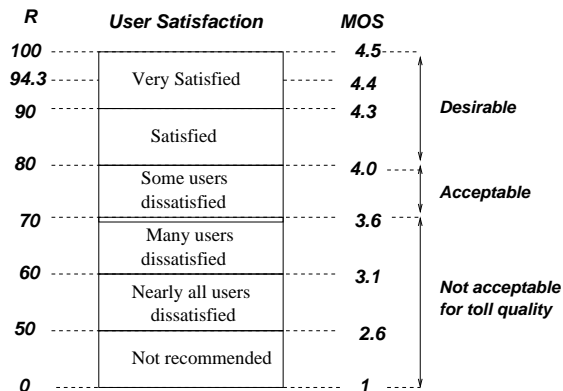 R User Satisfaction MOS
100 4.5
94.3 Very Satisfied 4.4
90 4.3
Desirable
Satisfied
80 4.0
Some users
dissatisfied
Acceptable
70 3.6
Many users
dissatisfied
60 3.1
Nearly all users
dissatisfied
Not acceptable
for toll quality
50 2.6
Not recommended
0 1